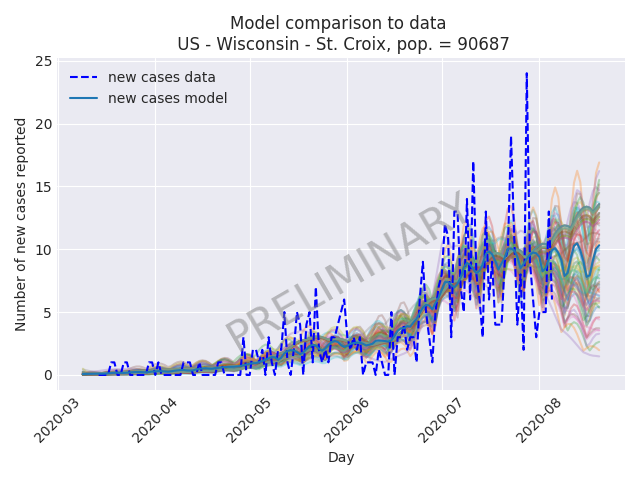 Model comparison to data
US - Wisconsin - St. Croix, pop. = 90687
new cases data
new cases model
PRELIMINARY
Number of new cases reported
25
20
15
10
5
0
2020-03
2020-04
2020-05
2020-06
2020-07
2020-08
Day